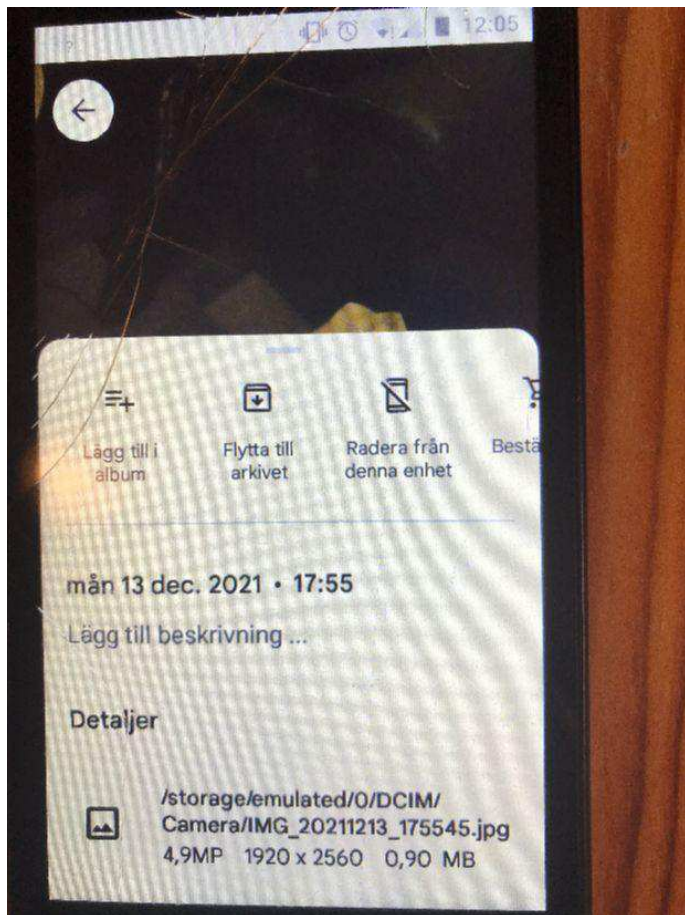 12:05
Lägg till i
album
Flytta till
arkivet
Radera från
denna enhet
Bestä
mån 13 dec. 2021 • 17:55
Lägg till beskrivning ...
Detaljer
/storage/emulated/0/DCIM/
Camera/IMG_20211213_175545.jpg
4,9MP 1920 x 2560 0,90 MB